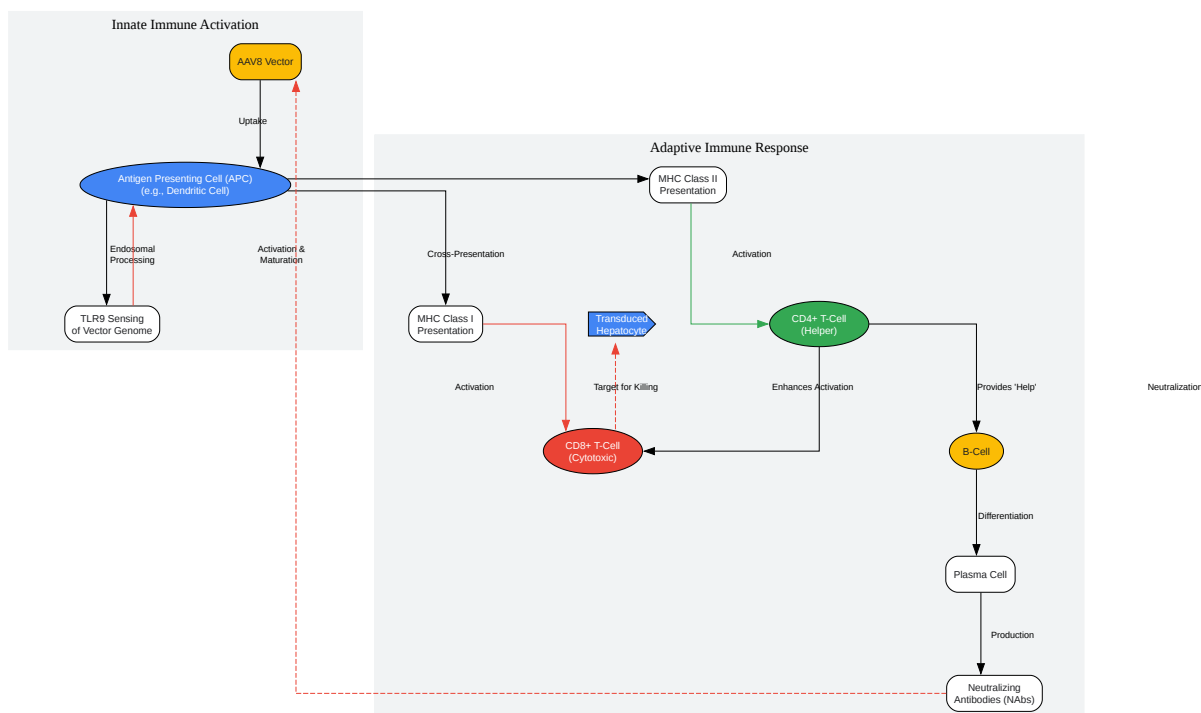 Innate Immune Activation
AAV8 Vector
Uptake
Adaptive Immune Response
Antigen Presenting Cell (APC)
(e.g., Dendritic Cell)
MHC Class II
Presentation
Endosomal
Processing
Activation &
Maturation
Cross-Presentation
Activation
TLR9 Sensing
of Vector Genome
MHC Class I
Presentation
Transduced
Hepatocyte
CD4+ T-Cell
(Helper)
Activation
Target for Killing
Enhances Activation
Provides 'Help'
Neutralization
CD8+ T-Cell
(Cytotoxic)
B-Cell
Differentiation
Plasma Cell
Production
Neutralizing
Antibodies (NAbs)